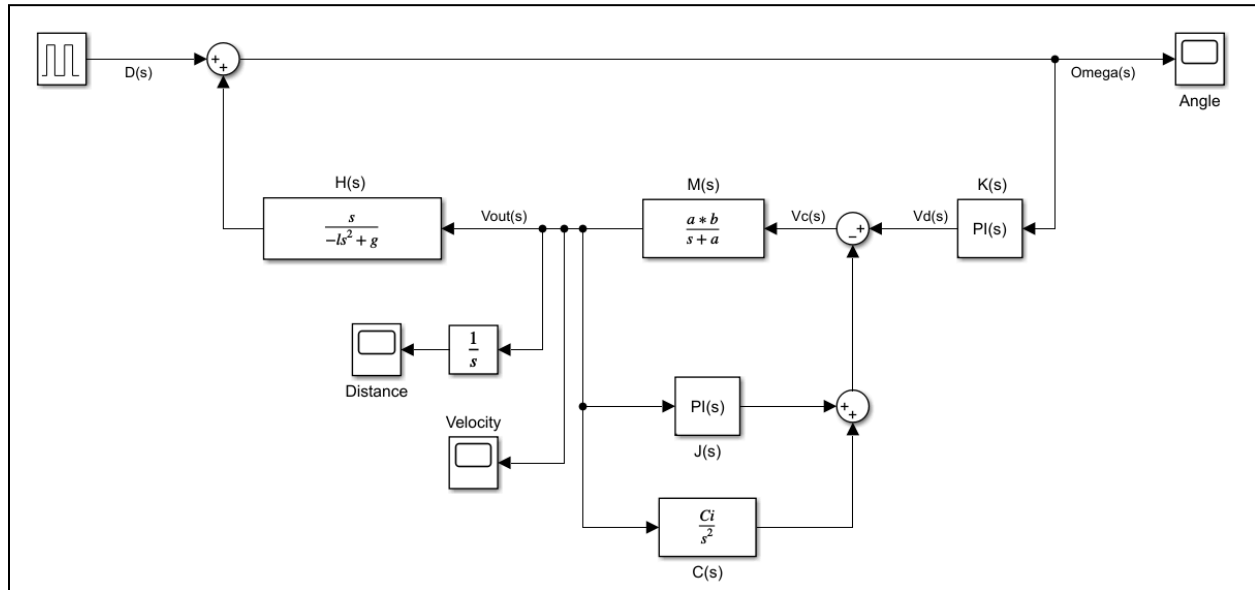 D(s)
+
+
Omega(s)
Angle
H(s)
s
-ls² + g
Vout(s)
M(s)
a * b
s + a
Vc(s)
+
−
Vd(s)
K(s)
PI(s)
1
s
Distance
Velocity
PI(s)
J(s)
+
+
Ci
s²
C(s)